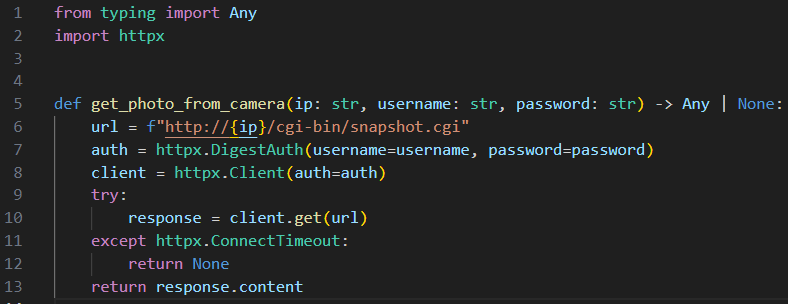 1 from typing import Any
2 import httpx
3
4
5 def get_photo_from_camera(ip: str, username: str, password: str) -> Any | None:
6     url = f"http://{ip}/cgi-bin/snapshot.cgi"
7     auth = httpx.DigestAuth(username=username, password=password)
8     client = httpx.Client(auth=auth)
9     try:
10         response = client.get(url)
11     except httpx.ConnectTimeout:
12         return None
13     return response.content